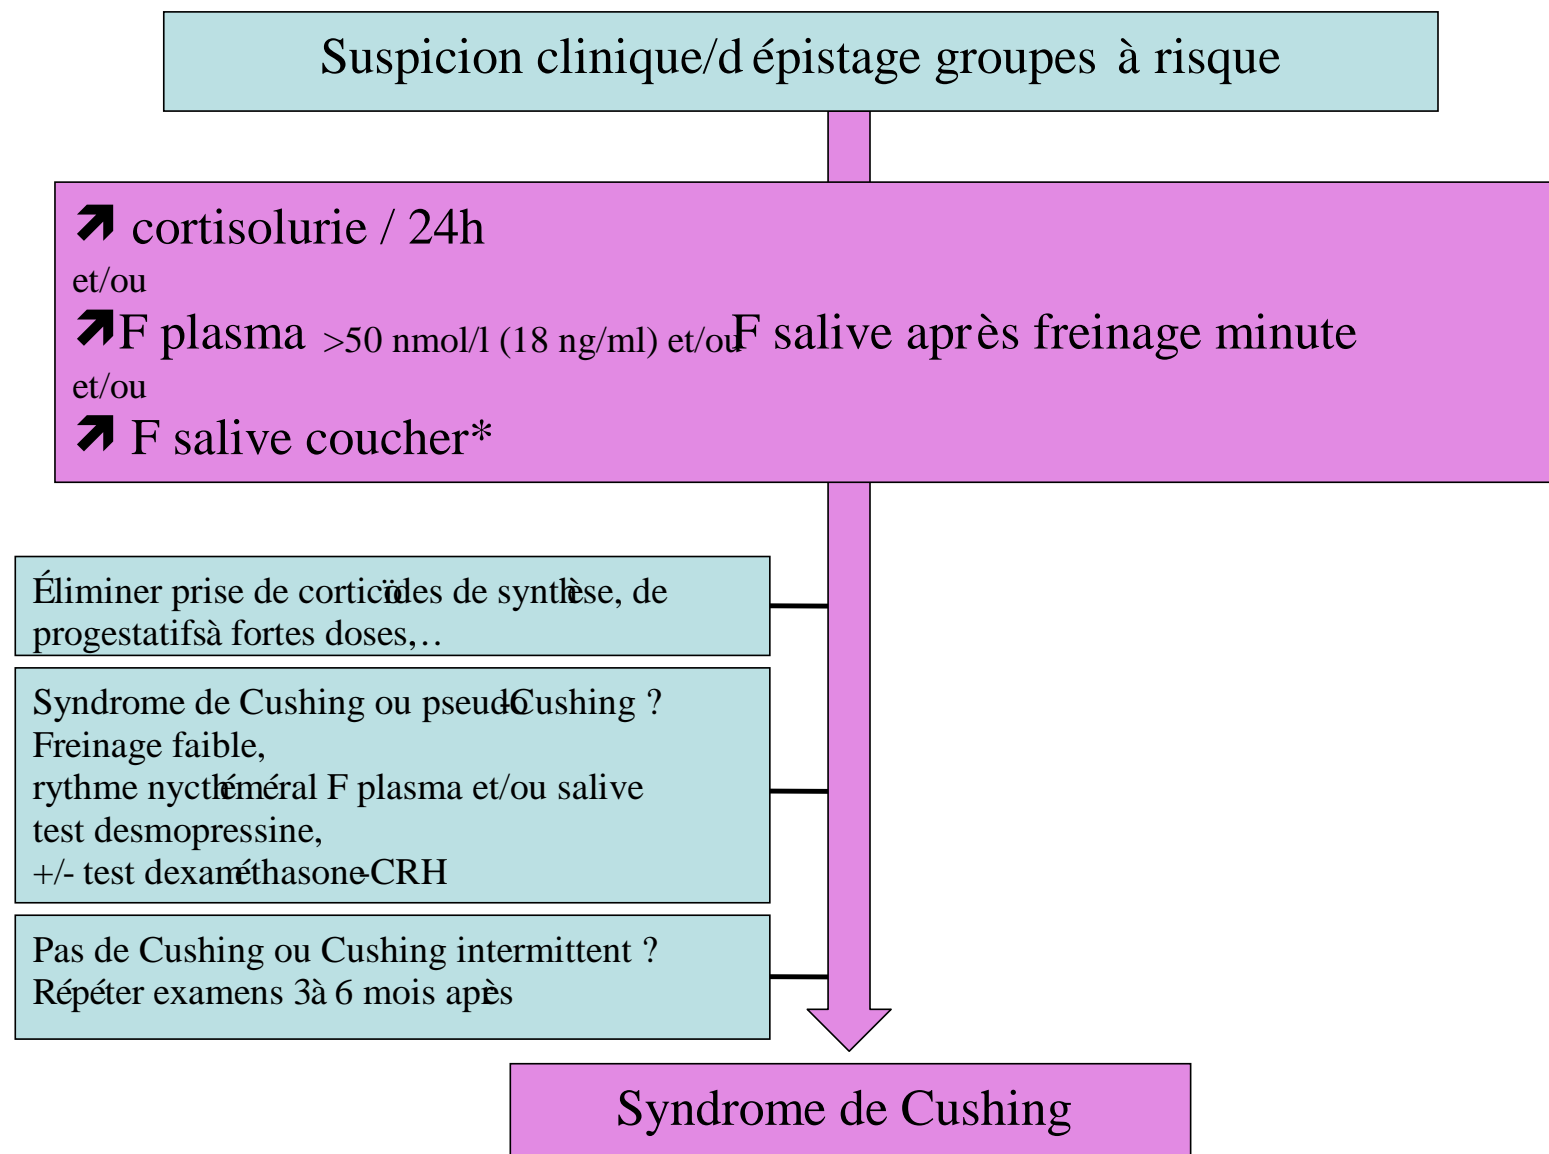 Suspicion clinique/d épistage groupes à risque
↗ cortisolurie / 24h
et/ou
↗F plasma >50 nmol/l (18 ng/ml) et/ou F salive après freinage minute
et/ou
↗ F salive coucher*
Éliminer prise de corticoïdes de synthèse, de
progestatifs à fortes doses,…
Syndrome de Cushing ou pseudo-Cushing ?
Freinage faible,
rythme nycthéméral F plasma et/ou salive
test desmopressine,
+/- test dexaméthasone-CRH
Pas de Cushing ou Cushing intermittent ?
Répéter examens 3 à 6 mois après
Syndrome de Cushing